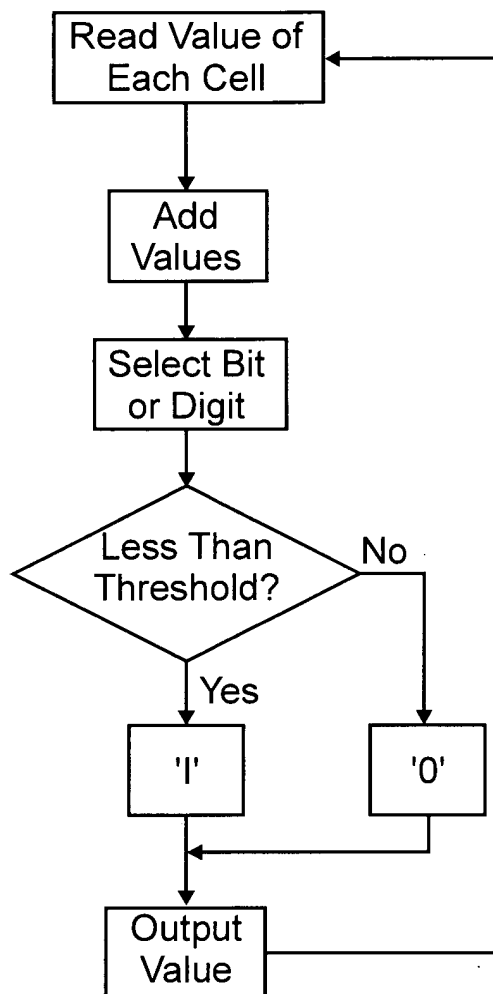 Read Value of
Each Cell
Add
Values
Select Bit
or Digit
Less Than
Threshold?
No
Yes
'I'
'0'
Output
Value